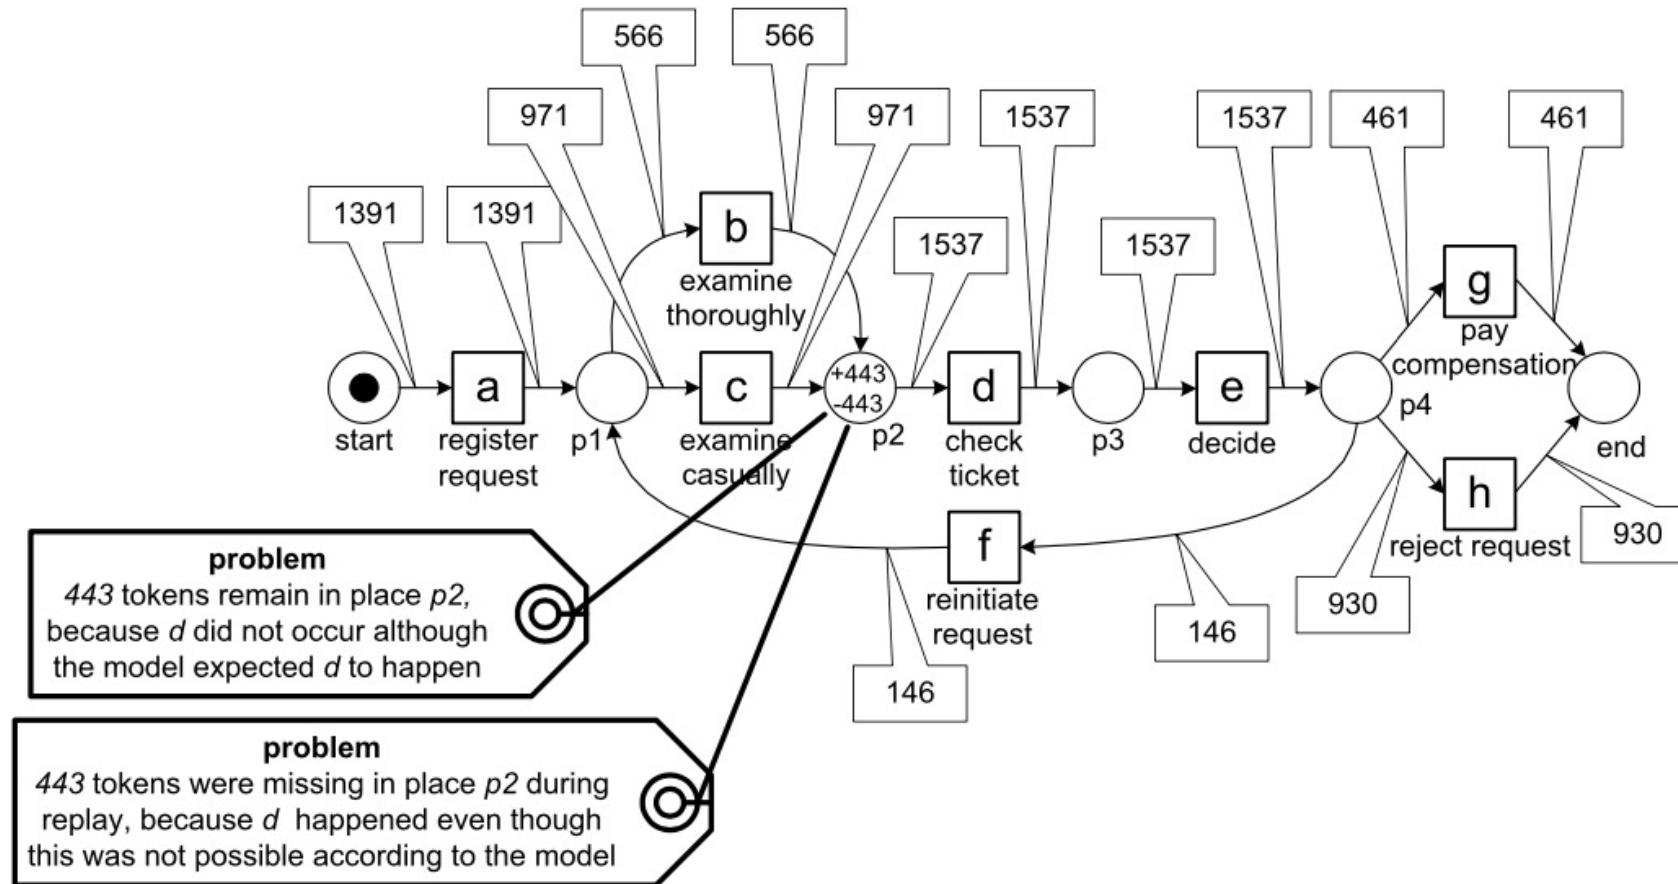 566
566
971
971
1537
1537
461
461
1391
1391
b
examine
thoroughly
1537
1537
g
pay
compensation
start
a
register
request
p1
c
examine
casually
+443
-443
p2
d
check
ticket
p3
e
decide
p4
end
h
reject request
930
930
f
reinitiate
request
146
146
problem
443 tokens remain in place p2,
because d did not occur although
the model expected d to happen
problem
443 tokens were missing in place p2 during
replay, because d happened even though
this was not possible according to the model